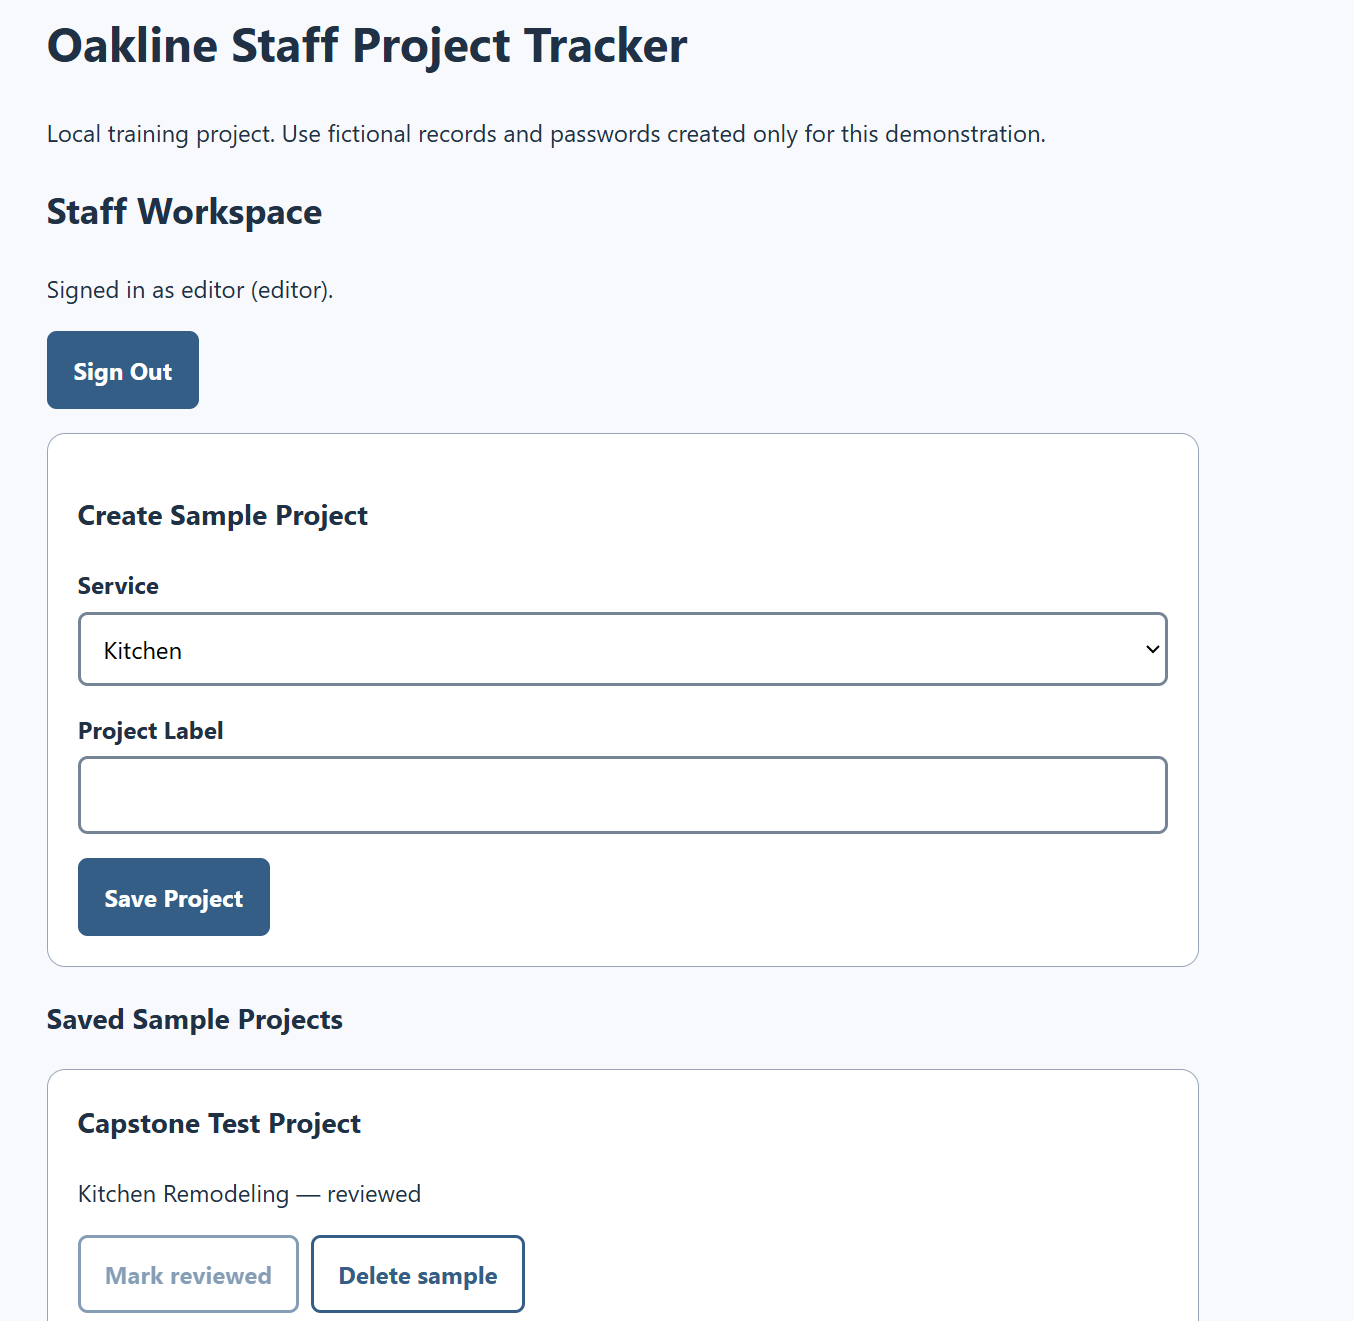 Oakline Staff Project Tracker
Local training project. Use fictional records and passwords created only for this demonstration.
Staff Workspace
Signed in as editor (editor).
Sign Out
Create Sample Project
Service
Kitchen
Project Label
Save Project
Saved Sample Projects
Capstone Test Project
Kitchen Remodeling — reviewed
Mark reviewed Delete sample